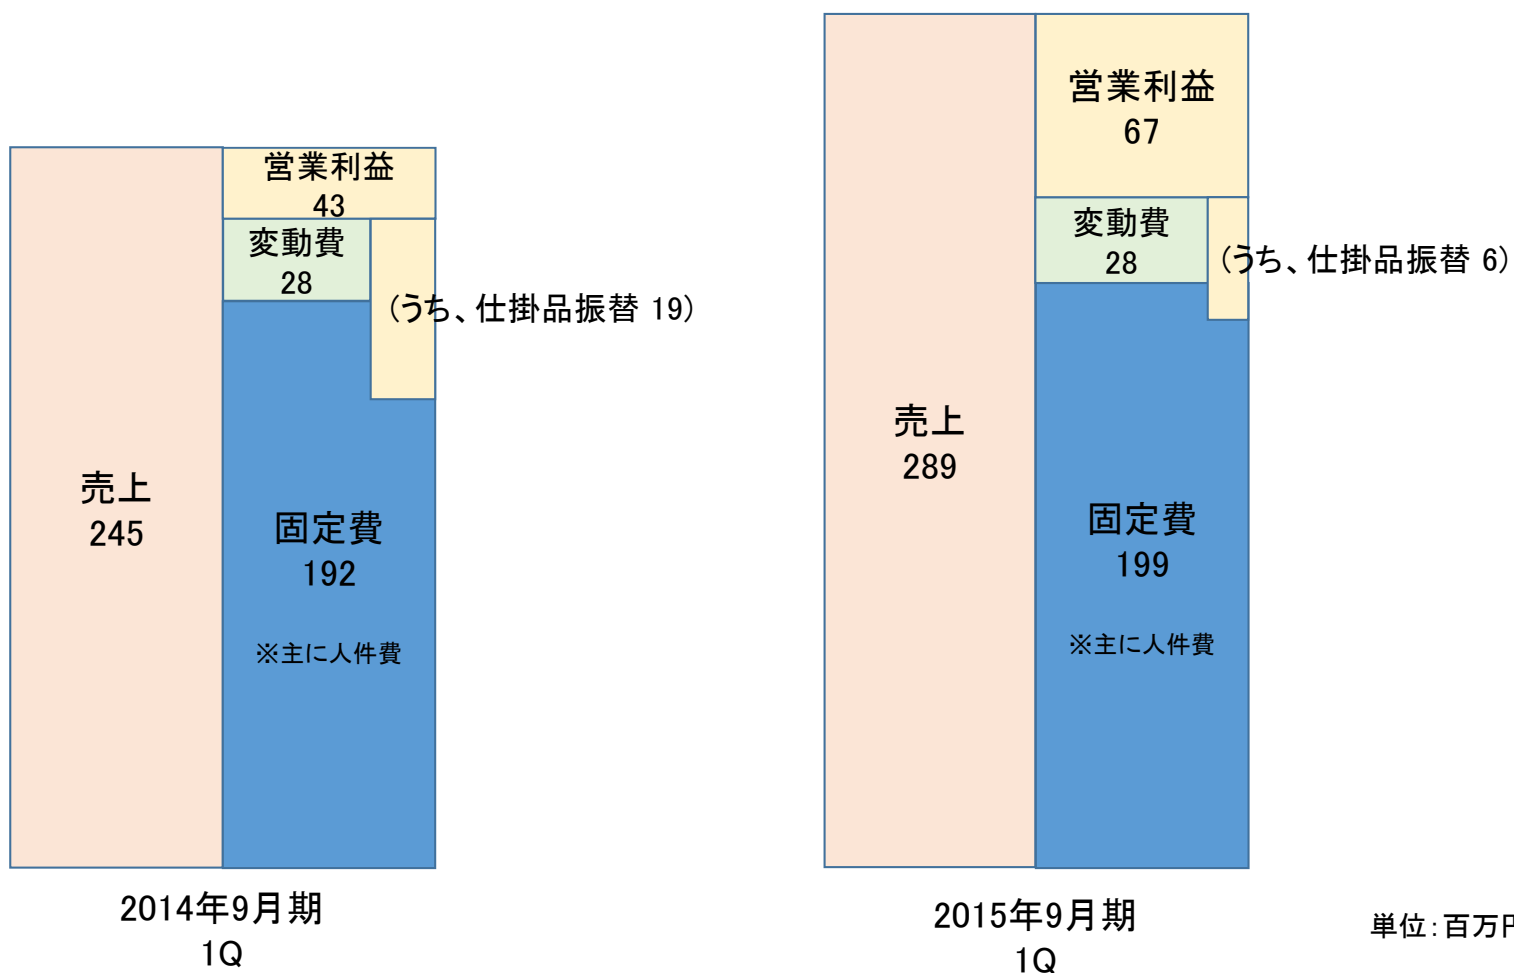 営業利益
43
変動費
28
(うち、仕掛品振替 19)
売上
245
固定費
192
※主に人件費
2014年9月期
1Q
営業利益
67
変動費
28
(うち、仕掛品振替 6)
売上
289
固定費
199
※主に人件費
2015年9月期
1Q
単位:百万円